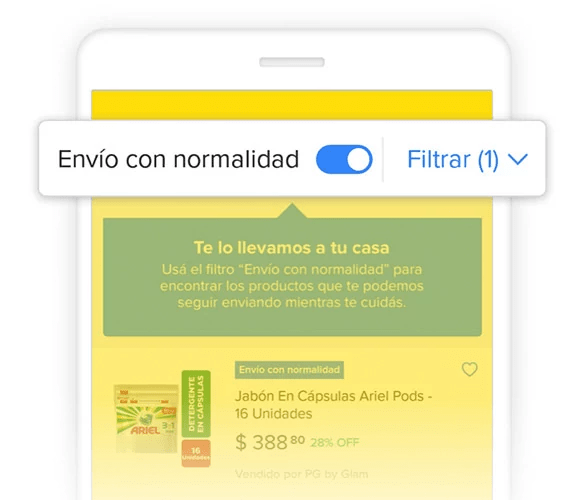 Envío con normalidad
Filtrar (1)
Te lo llevamos a tu casa
Usá el filtro “Envío con normalidad” para
encontrar los productos que te podemos
seguir enviando mientras te cuidás.
Envío con normalidad
Jabón En Cápsulas Ariel Pods -
16 Unidades
$ 388 80 28% OFF
Vendido por PG by Glam
DETERGENTE
EN CÁPSULAS
ARIEL
3en1
16
Unidades